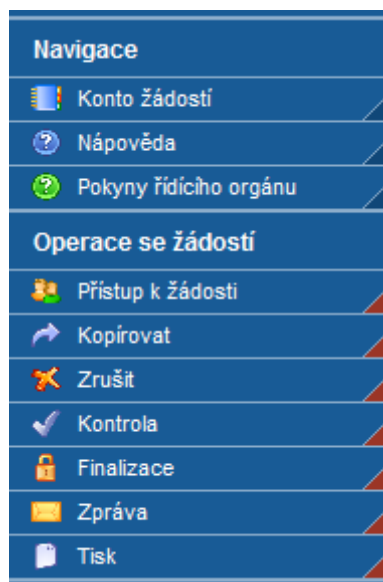 Navigace
Konto žádostí
Nápověda
Pokyny řídícího orgánu
Operace se žádostí
Přístup k žádosti
Kopírovat
Zrušit
Kontrola
Finalizace
Zpráva
Tisk